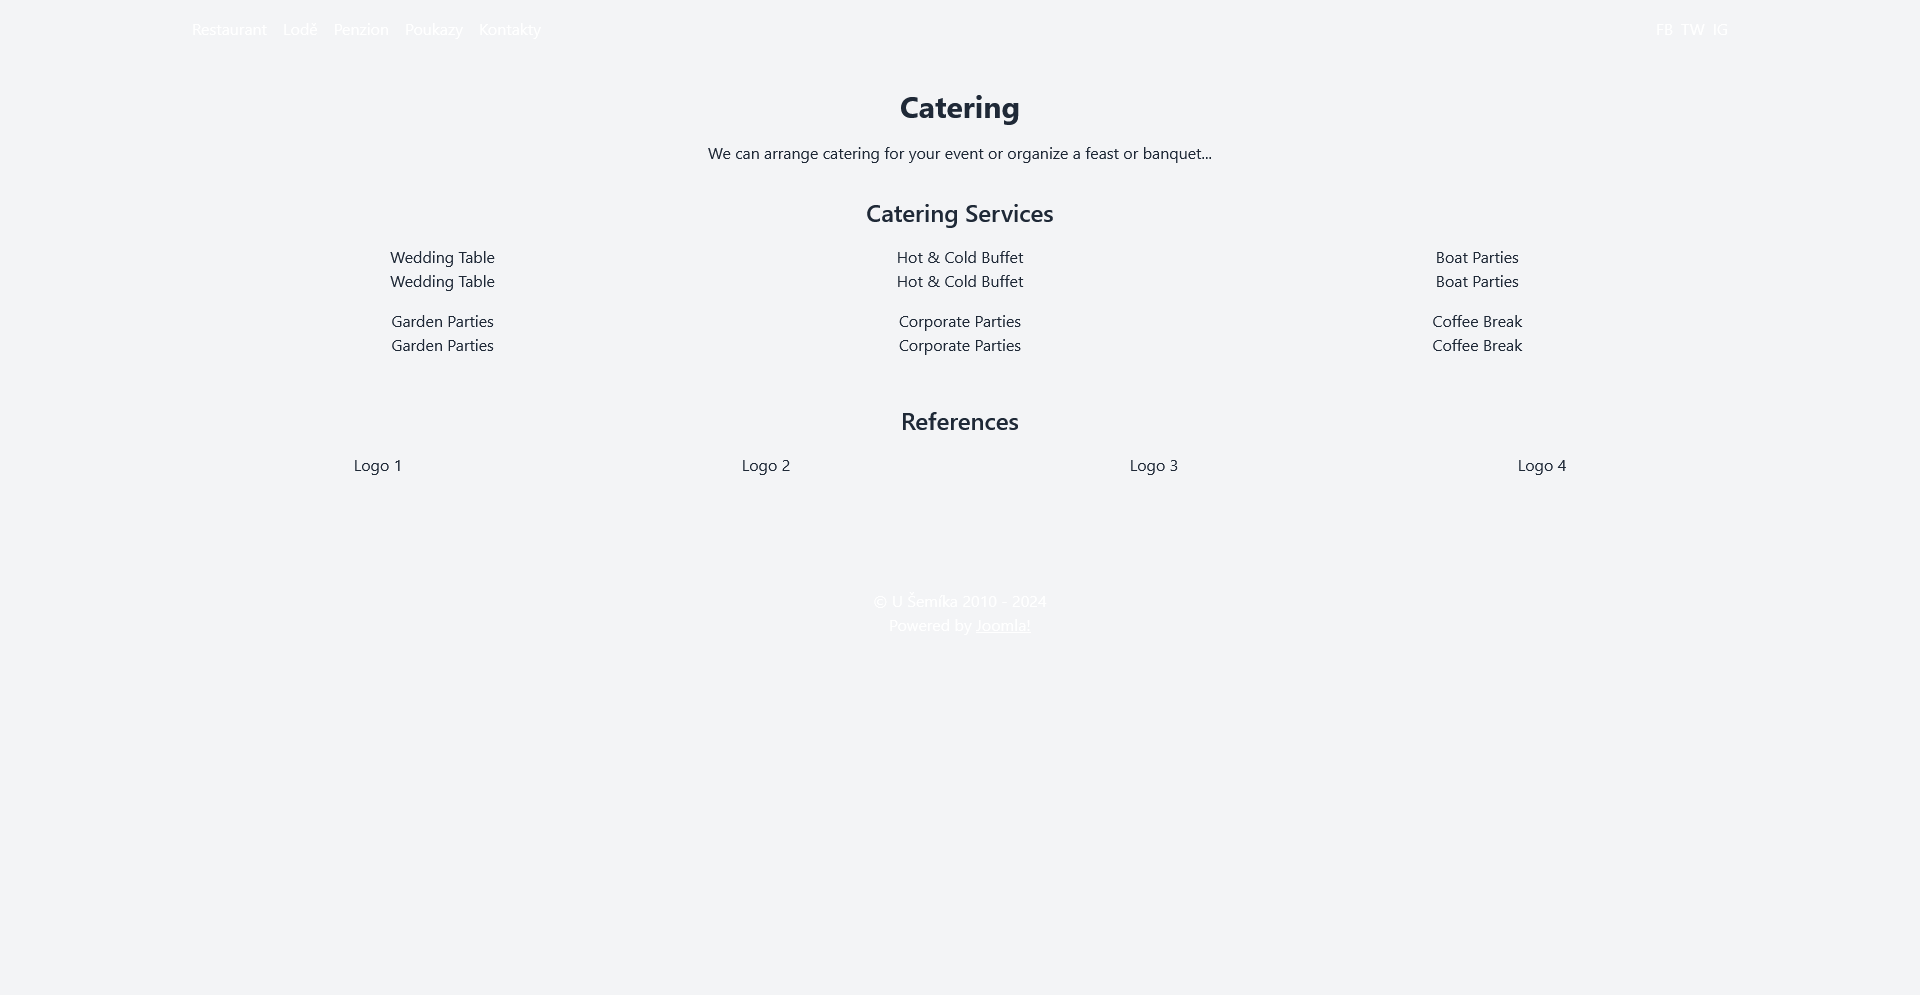 Restaurant Lodě Penzion Poukazy Kontakty FB TW IG
Catering
We can arrange catering for your event or organize a feast or banquet...
Catering Services
Wedding Table Hot & Cold Buffet Boat Parties
Wedding Table Hot & Cold Buffet Boat Parties
Garden Parties Corporate Parties Coffee Break
Garden Parties Corporate Parties Coffee Break
References
Logo 1 Logo 2 Logo 3 Logo 4
© U Šemíka 2010 - 2024
Powered by Joomla!